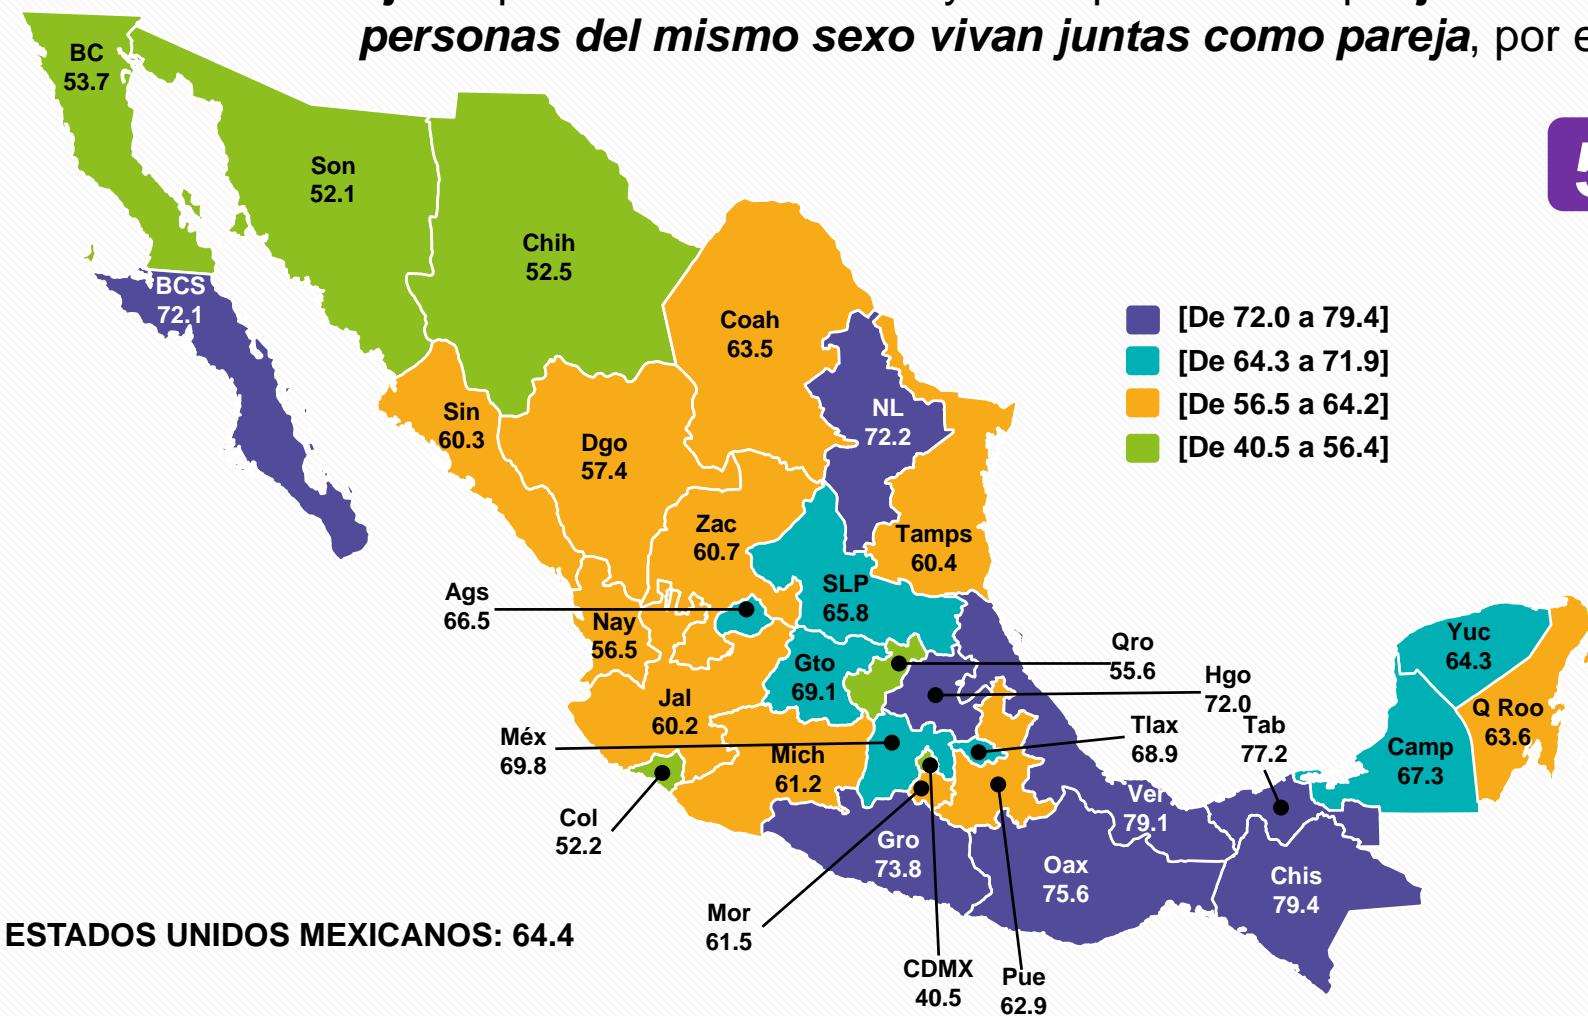 personas del mismo sexo vivan juntas como pareja, por e
BC
53.7
Son
52.1
Chih
52.5
BCS
72.1
Coah
63.5
[De 72.0 a 79.4]
[De 64.3 a 71.9]
[De 56.5 a 64.2]
[De 40.5 a 56.4]
Sin
60.3
Dgo
57.4
NL
72.2
Zac
60.7
Tamps
60.4
Ags
66.5
SLP
65.8
Nay
56.5
Gto
69.1
Qro
55.6
Hgo
72.0
Yuc
64.3
Jal
60.2
Méx
69.8
Mich
61.2
Tlax
68.9
Tab
77.2
Camp
67.3
Q Roo
63.6
Col
52.2
Ver
79.1
Gro
73.8
Oax
75.6
Chis
79.4
Mor
61.5
CDMX
40.5
Pue
62.9
ESTADOS UNIDOS MEXICANOS: 64.4